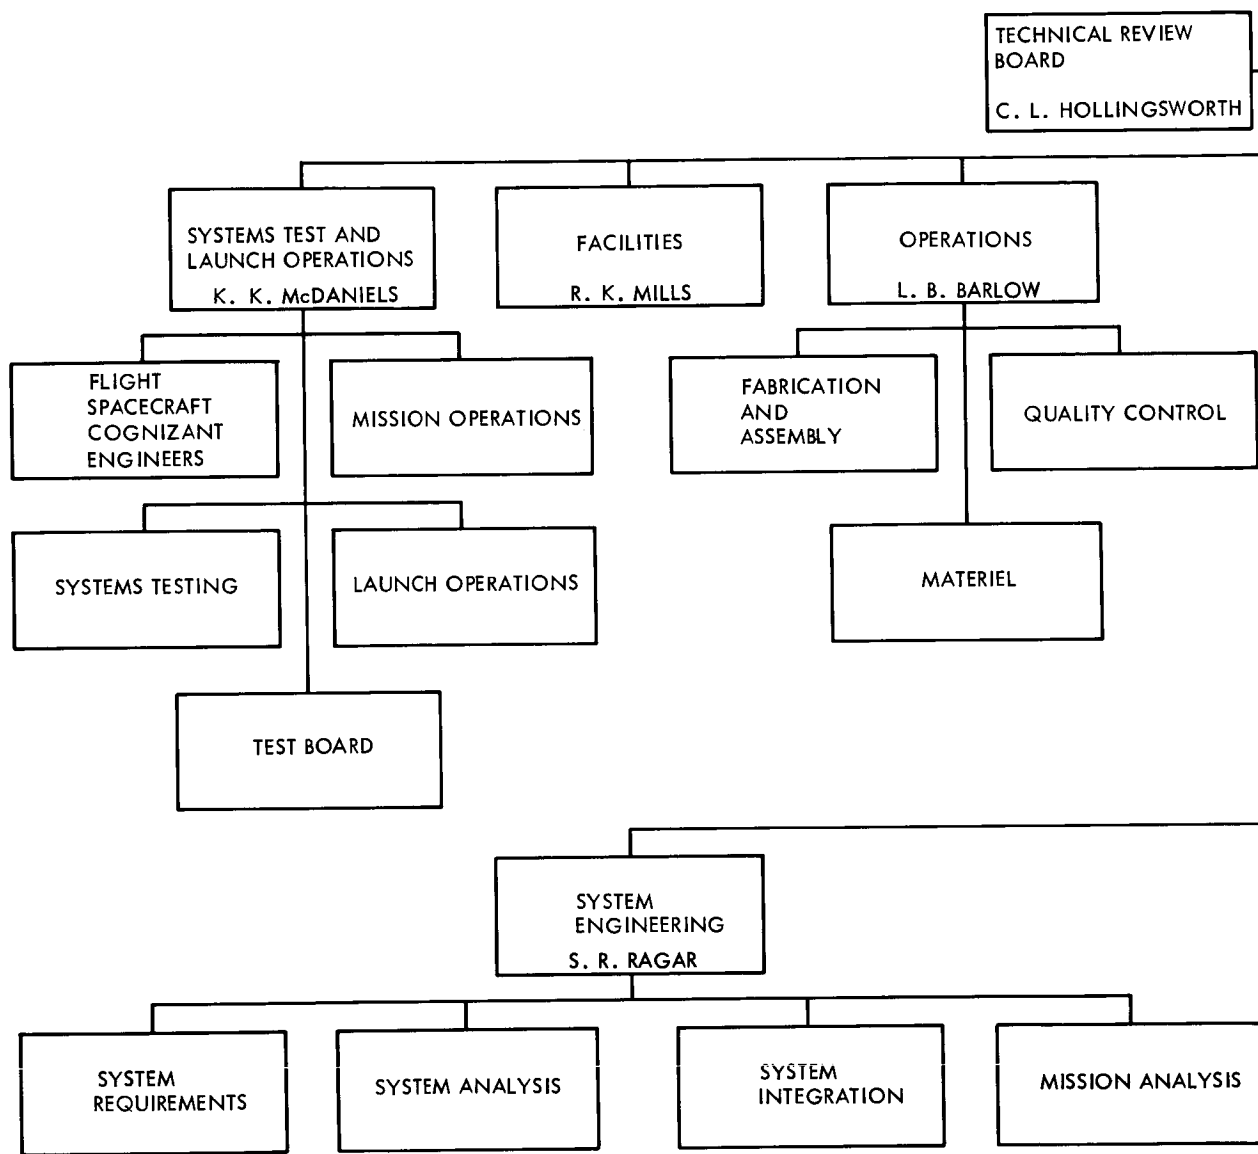 TECHNICAL REVIEW
BOARD
C. L. HOLLINGSWORTH
SYSTEMS TEST AND
LAUNCH OPERATIONS
K. K. McDANIELS
FACILITIES
R. K. MILLS
OPERATIONS
L. B. BARLOW
FLIGHT
SPACECRAFT
COGNIZANT
ENGINEERS
MISSION OPERATIONS
FABRICATION
AND
ASSEMBLY
QUALITY CONTROL
SYSTEMS TESTING
LAUNCH OPERATIONS
MATERIEL
TEST BOARD
SYSTEM
ENGINEERING
S. R. RAGAR
SYSTEM
REQUIREMENTS
SYSTEM ANALYSIS
SYSTEM
INTEGRATION
MISSION ANALYSIS